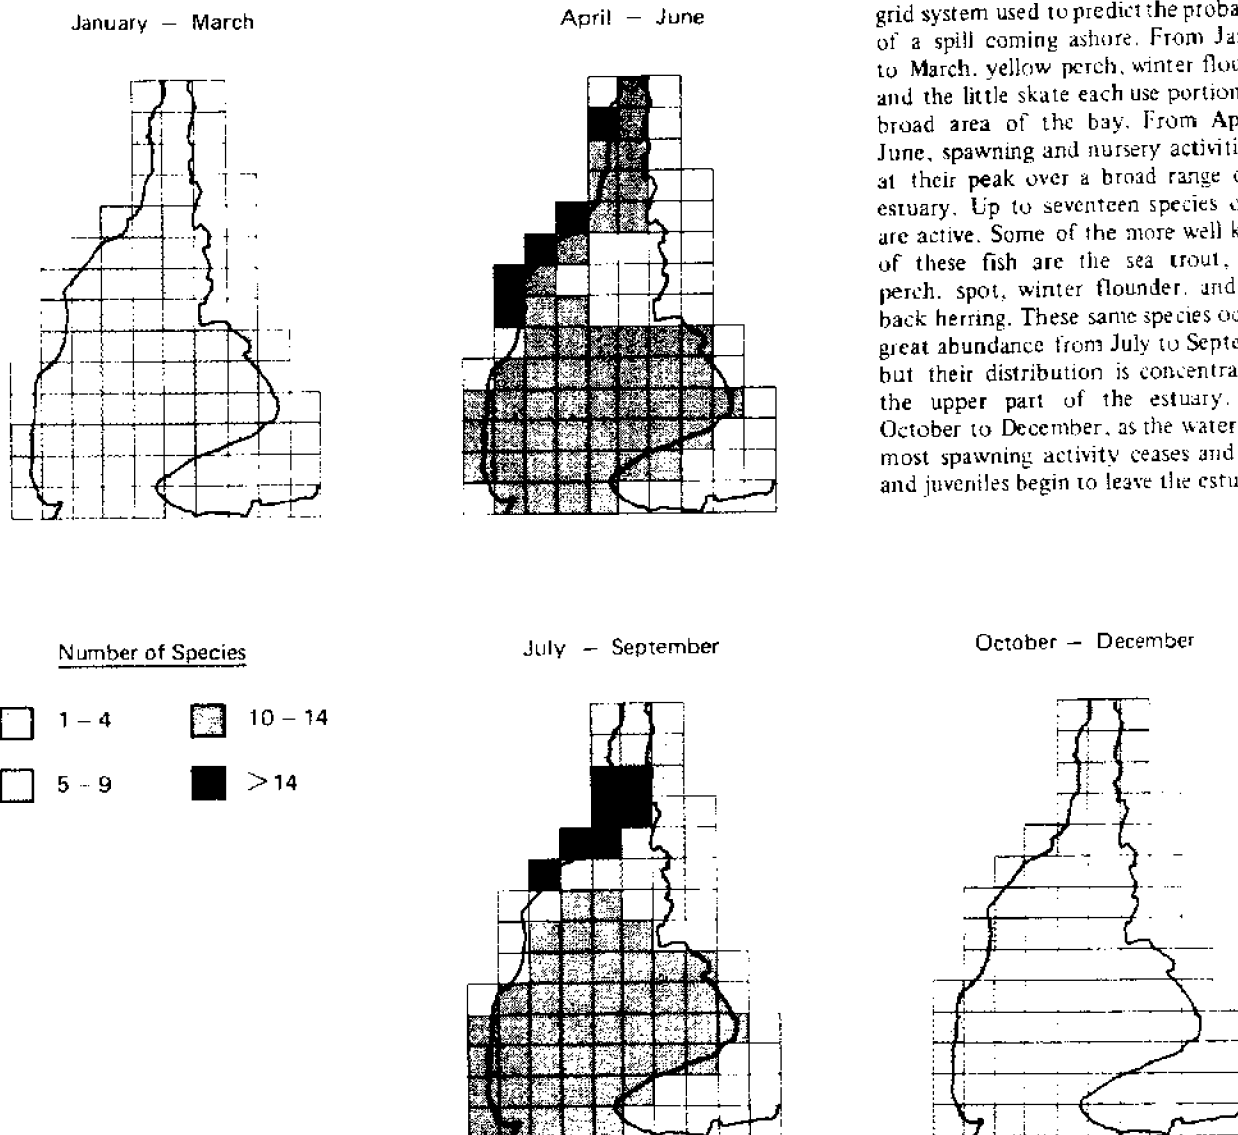 January – March
April – June
grid system used to predict the proba
of a spill coming ashore. From Ja
to March, yellow perch, winter flou
and the little skate each use portion
broad area of the bay. From Ap
June, spawning and nursery activiti
at their peak over a broad range o
estuary. Up to seventeen species o
are active. Some of the more well k
of these fish are the sea trout,
perch, spot, winter flounder, and
back herring. These same species oc
great abundance from July to Septe
but their distribution is concentra
the upper part of the estuary.
October to December, as the water
most spawning activity ceases and
and juveniles begin to leave the estu
Number of Species
1 – 4
10 – 14
5 – 9
>14
July – September
October – December